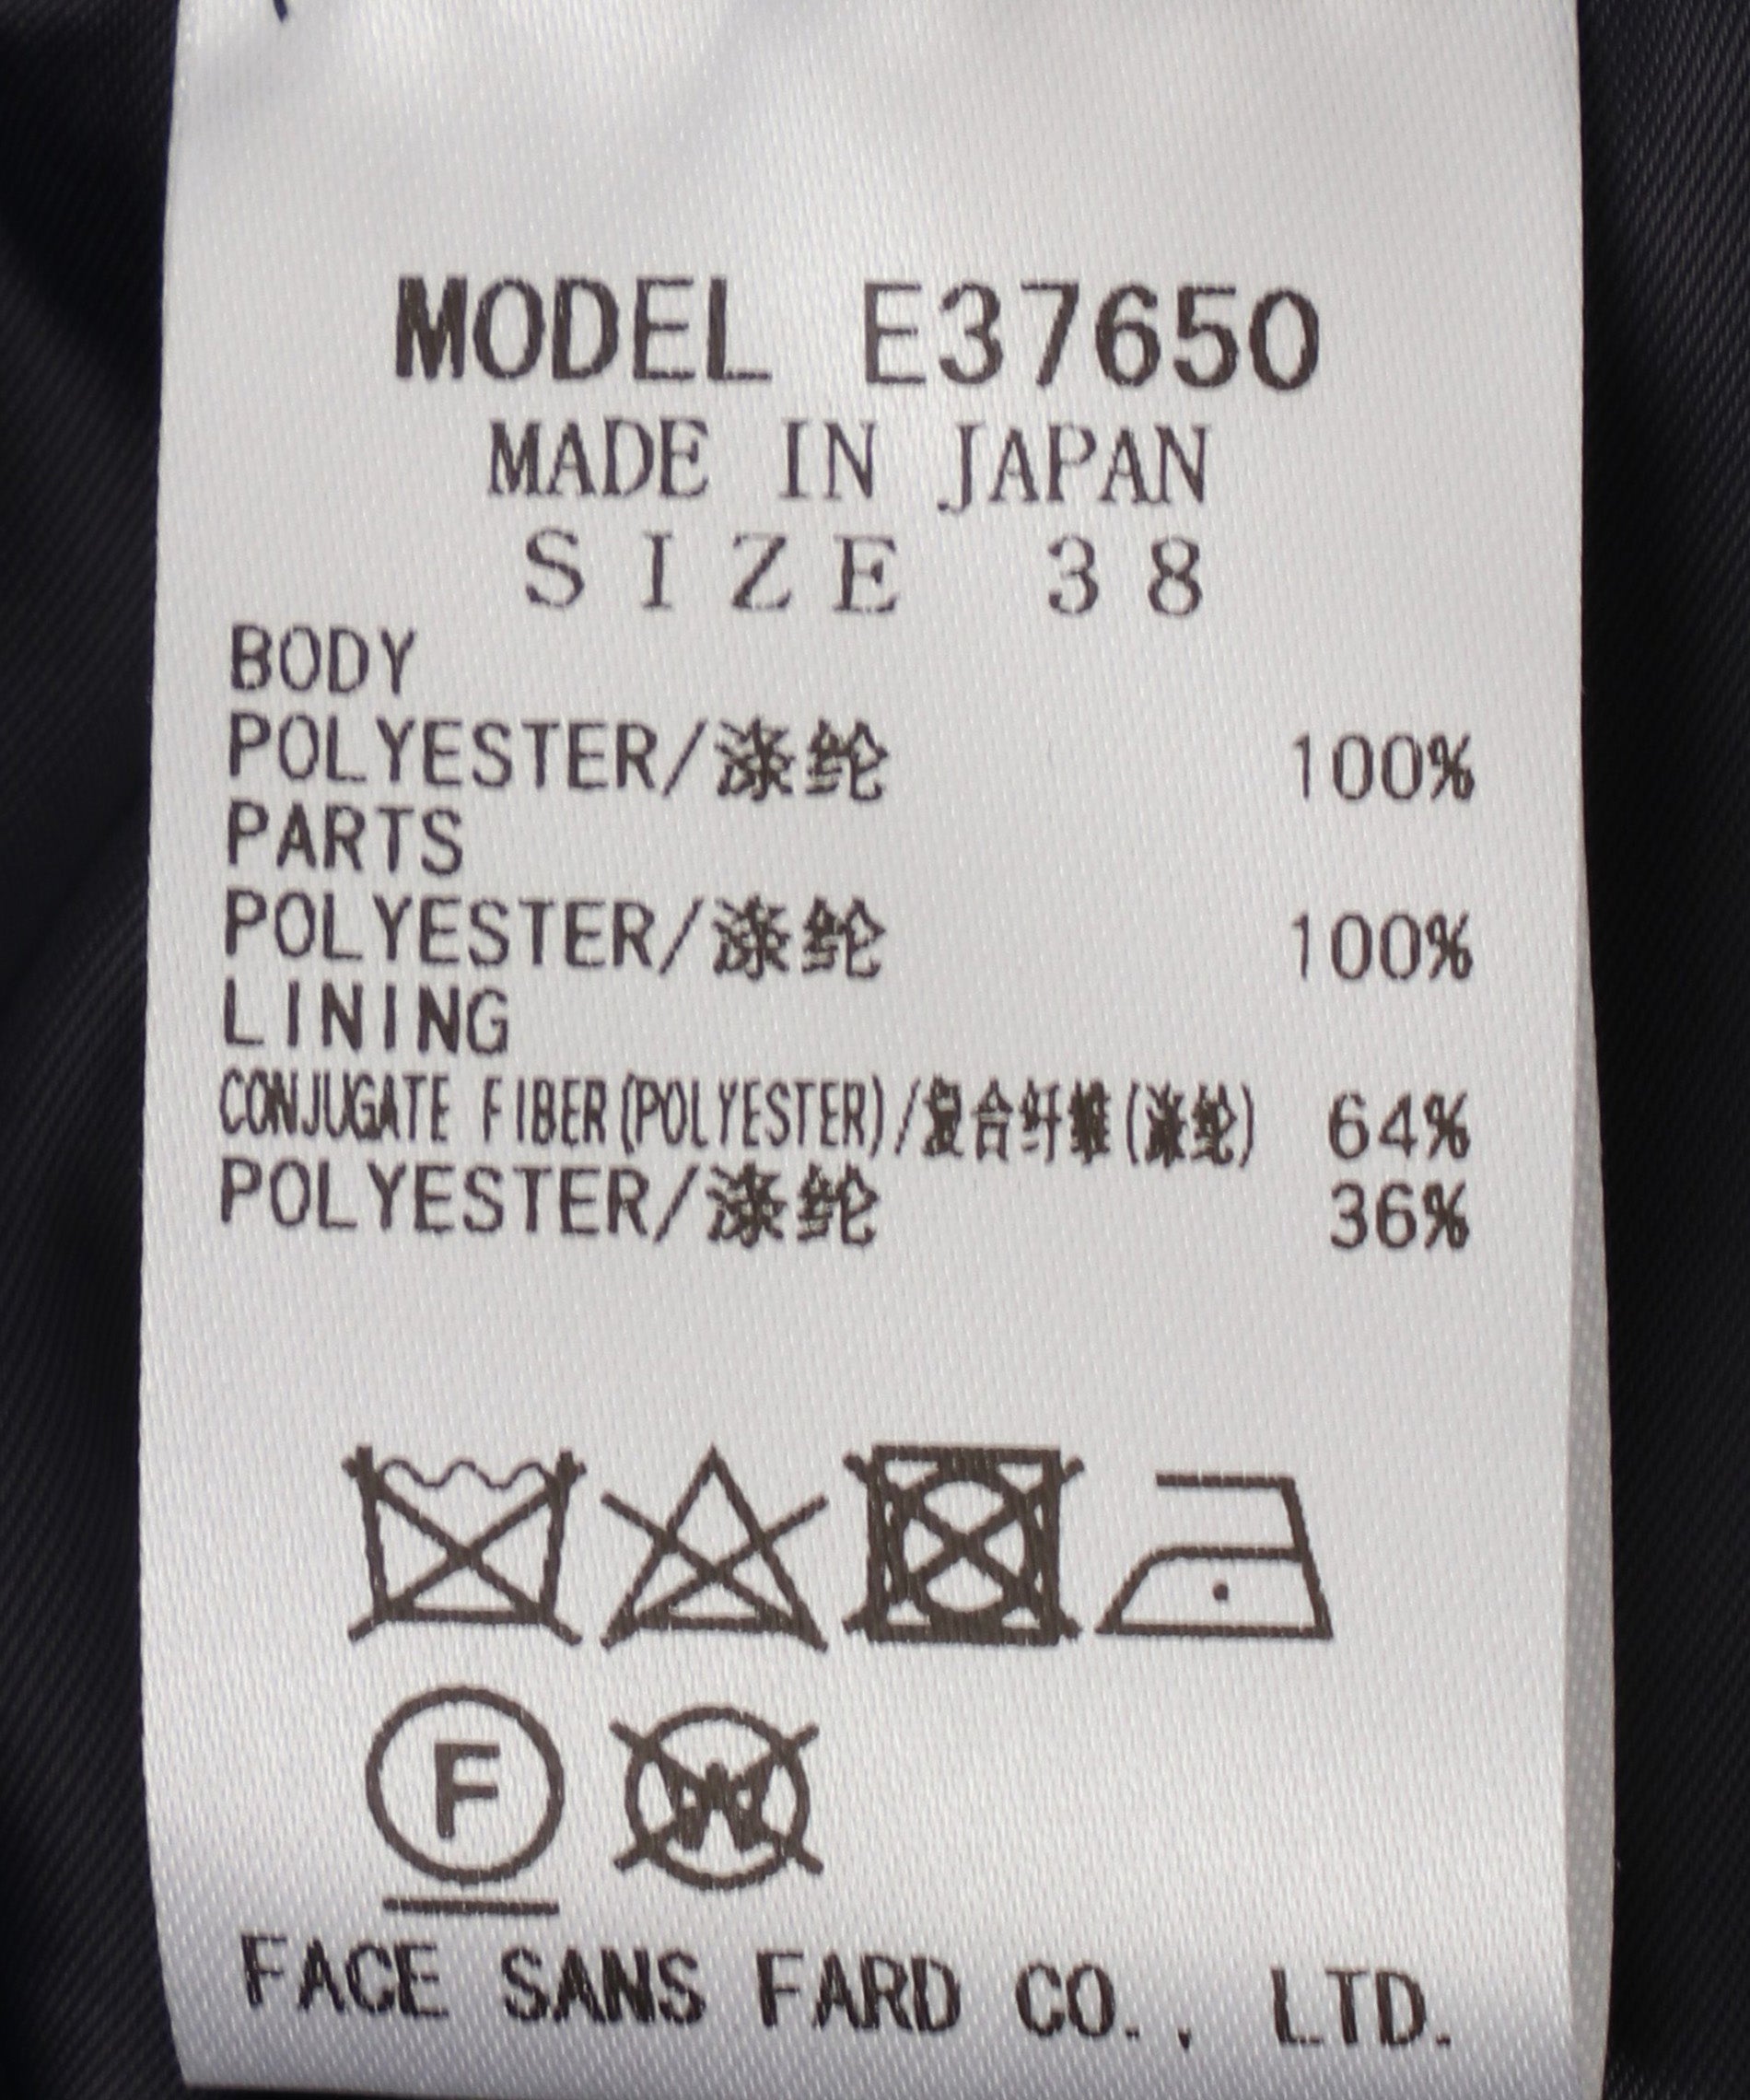 MODEL E37650
MADE IN JAPAN
SIZE 38
BODY
POLYESTER/涤纶 100%
PARTS
POLYESTER/涤纶 100%
LINING
CONJUGATE FIBER(POLYESTER)/复合纤维(涤纶) 64%
POLYESTER/涤纶 36%
F W
FACE SANS FARD CO., LTD.